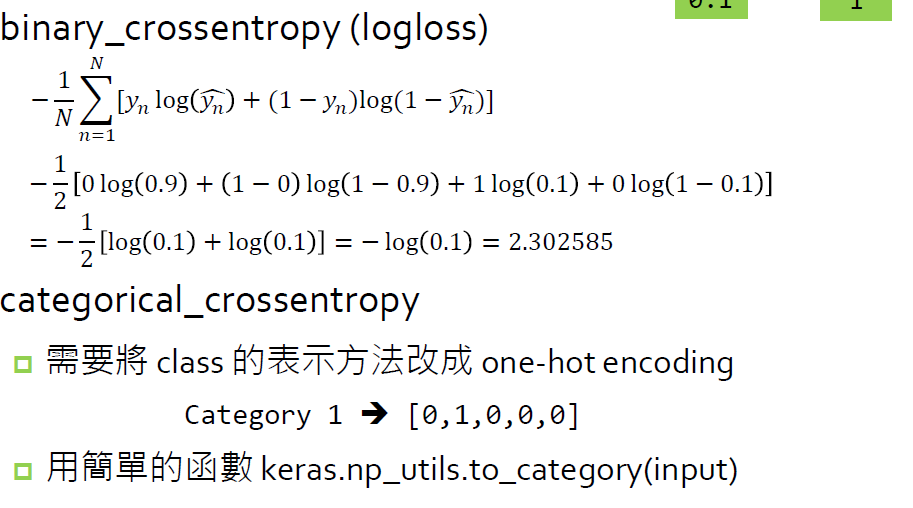 0.1 1
binary_crossentropy (logloss)
$-\frac{1}{N}\sum_{n=1}^{N}[y_n \log(\widehat{y_n}) + (1 - y_n)\log(1 - \widehat{y_n})]$
$-\frac{1}{2}[0 \log(0.9) + (1 - 0) \log(1 - 0.9) + 1 \log(0.1) + 0 \log(1 - 0.1)]$
$= -\frac{1}{2}[\log(0.1) + \log(0.1)] = -\log(0.1) = 2.302585$
categorical_crossentropy
需要將 class 的表示方法改成 one-hot encoding
Category 1 ➔ [0,1,0,0,0]
用簡單的函數 keras.np_utils.to_category(input)